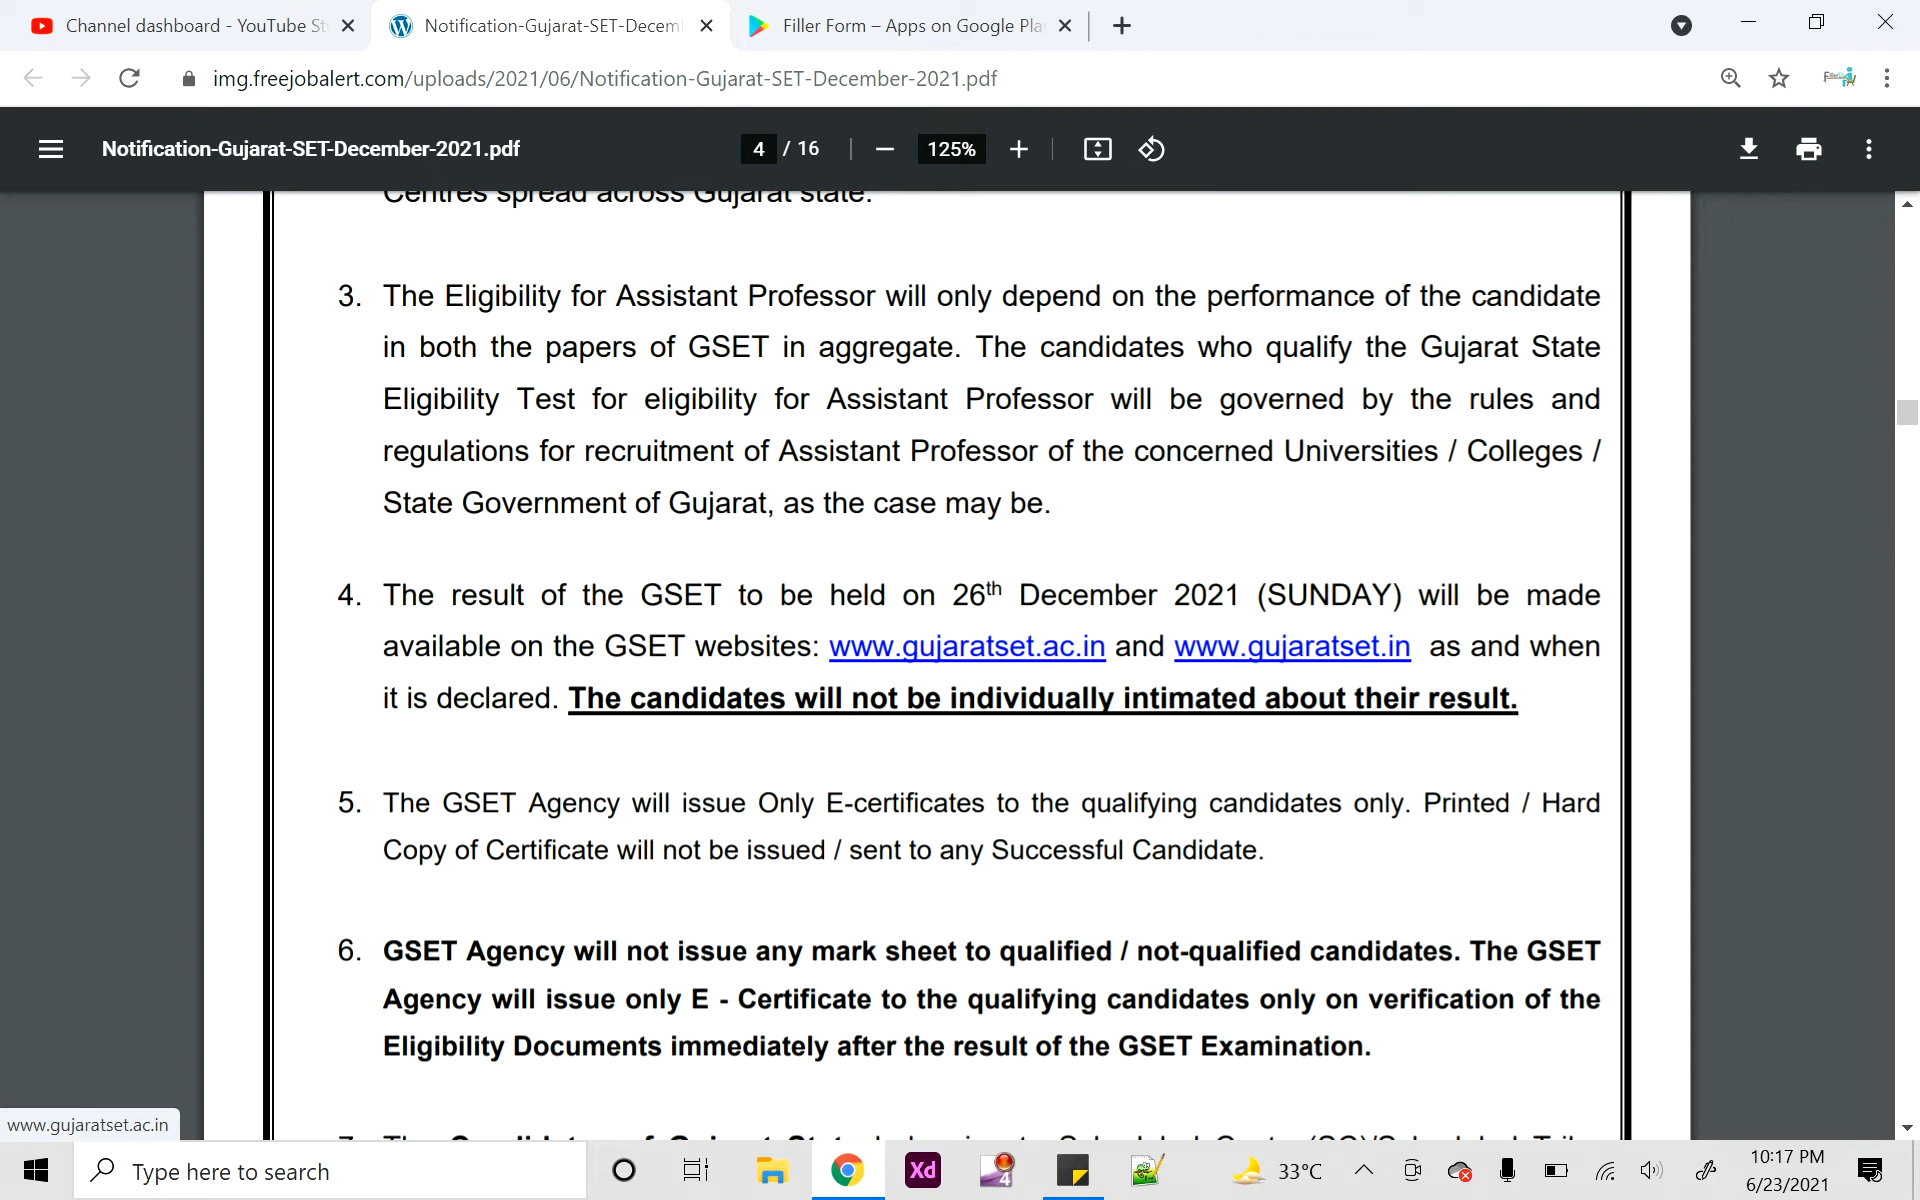 Channel dashboard - YouTube St
Notification-Gujarat-SET-Decem
Filler Form – Apps on Google Pla
img.freejobalert.com/uploads/2021/06/Notification-Gujarat-SET-December-2021.pdf
Notification-Gujarat-SET-December-2021.pdf
4 / 16
125%
Centres spread across Gujarat state.
3. The Eligibility for Assistant Professor will only depend on the performance of the candidate
in both the papers of GSET in aggregate. The candidates who qualify the Gujarat State
Eligibility Test for eligibility for Assistant Professor will be governed by the rules and
regulations for recruitment of Assistant Professor of the concerned Universities / Colleges /
State Government of Gujarat, as the case may be.
4. The result of the GSET to be held on 26th December 2021 (SUNDAY) will be made
available on the GSET websites: www.gujaratset.ac.in and www.gujaratset.in as and when
it is declared. The candidates will not be individually intimated about their result.
5. The GSET Agency will issue Only E-certificates to the qualifying candidates only. Printed / Hard
Copy of Certificate will not be issued / sent to any Successful Candidate.
6. GSET Agency will not issue any mark sheet to qualified / not-qualified candidates. The GSET
Agency will issue only E - Certificate to the qualifying candidates only on verification of the
Eligibility Documents immediately after the result of the GSET Examination.
www.gujaratset.ac.in
Type here to search
Xd
4
33°C
10:17 PM
6/23/2021